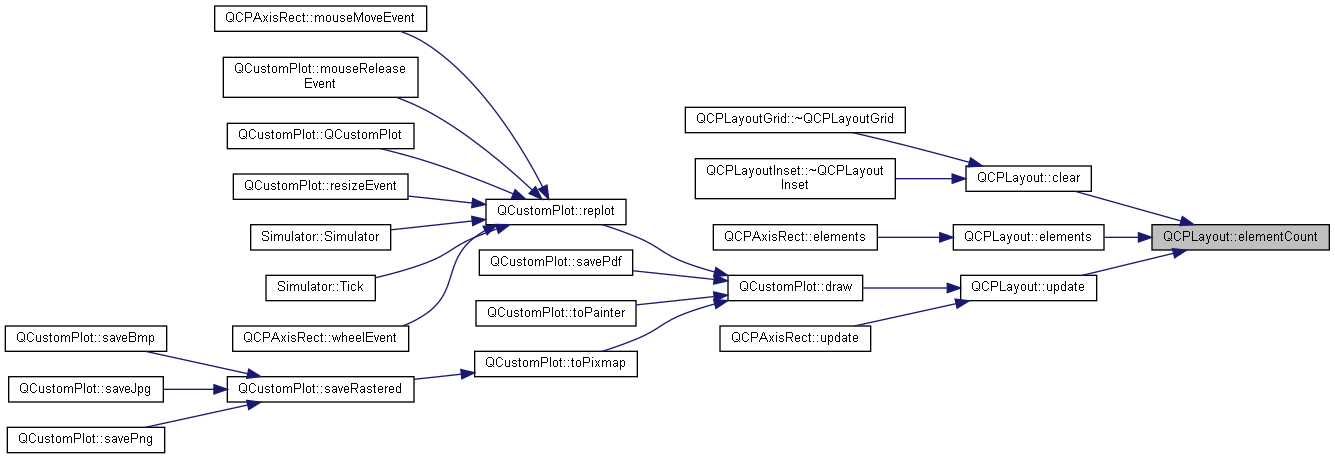 QCPAxisRect::mouseMoveEvent
QCustomPlot::mouseRelease
Event
QCustomPlot::QCustomPlot
QCustomPlot::resizeEvent
Simulator::Simulator
Simulator::Tick
QCPAxisRect::wheelEvent
QCustomPlot::saveBmp
QCustomPlot::saveJpg
QCustomPlot::savePng
QCustomPlot::saveRastered
QCustomPlot::replot
QCustomPlot::savePdf
QCustomPlot::toPainter
QCustomPlot::toPixmap
QCPLayoutGrid::~QCPLayoutGrid
QCPLayoutInset::~QCPLayout
Inset
QCPAxisRect::elements
QCustomPlot::draw
QCPAxisRect::update
QCPLayout::clear
QCPLayout::elements
QCPLayout::update
QCPLayout::elementCount